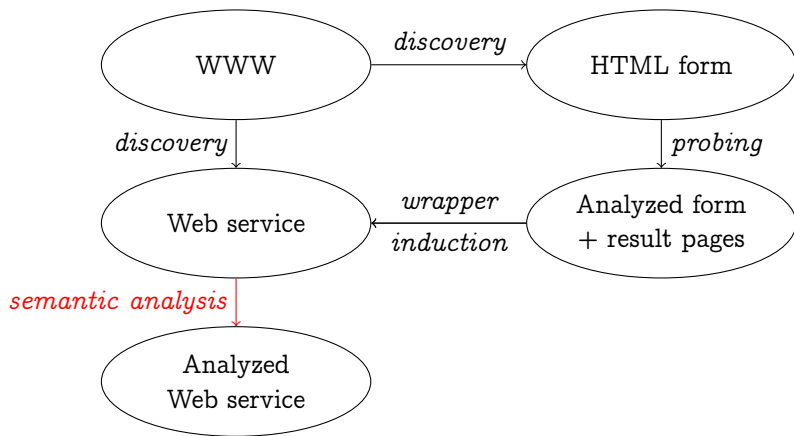 WWW
discovery
HTML form
discovery
probing
Web service
wrapper
induction
Analyzed form
+ result pages
semantic analysis
Analyzed
Web service